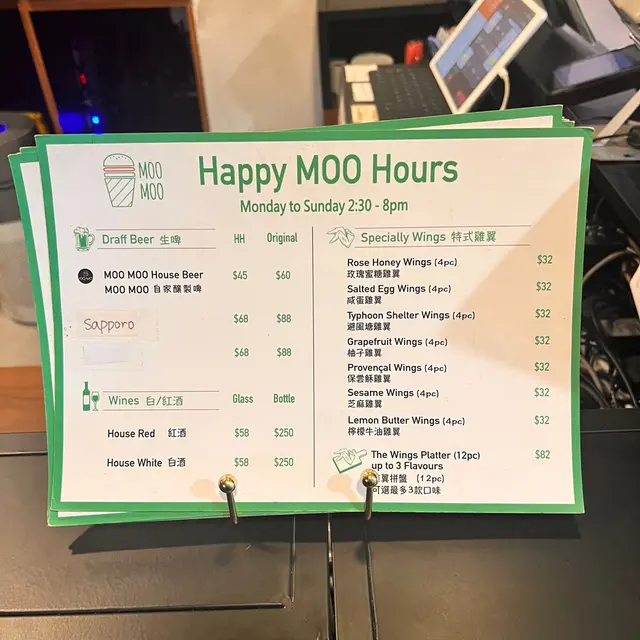 MOO
MOO
Happy MOO Hours
Monday to Sunday 2:30 - 8pm
Draff Beer 生啤 HH Original
MOO MOO House Beer $45 $60
MOO MOO 自家釀製啤
Sapporo $68 $88
$68 $88
Wines 白/紅酒 Glass Bottle
House Red 紅酒 $58 $250
House White 白酒 $58 $250
Specially Wings 特式雞翼
Rose Honey Wings (4pc) $32
玫瑰蜜糖雞翼
Salted Egg Wings (4pc) $32
咸蛋雞翼
Typhoon Shelter Wings (4pc) $32
避風塘雞翼
Grapefruit Wings (4pc) $32
柚子雞翼
Provençal Wings (4pc) $32
保雲酥雞翼
Sesame Wings (4pc) $32
芝麻雞翼
Lemon Butter Wings (4pc) $32
檸檬牛油雞翼
The Wings Platter (12pc) $82
up to 3 Flavours
翼拼盤 (12pc)
可選最多3款口味